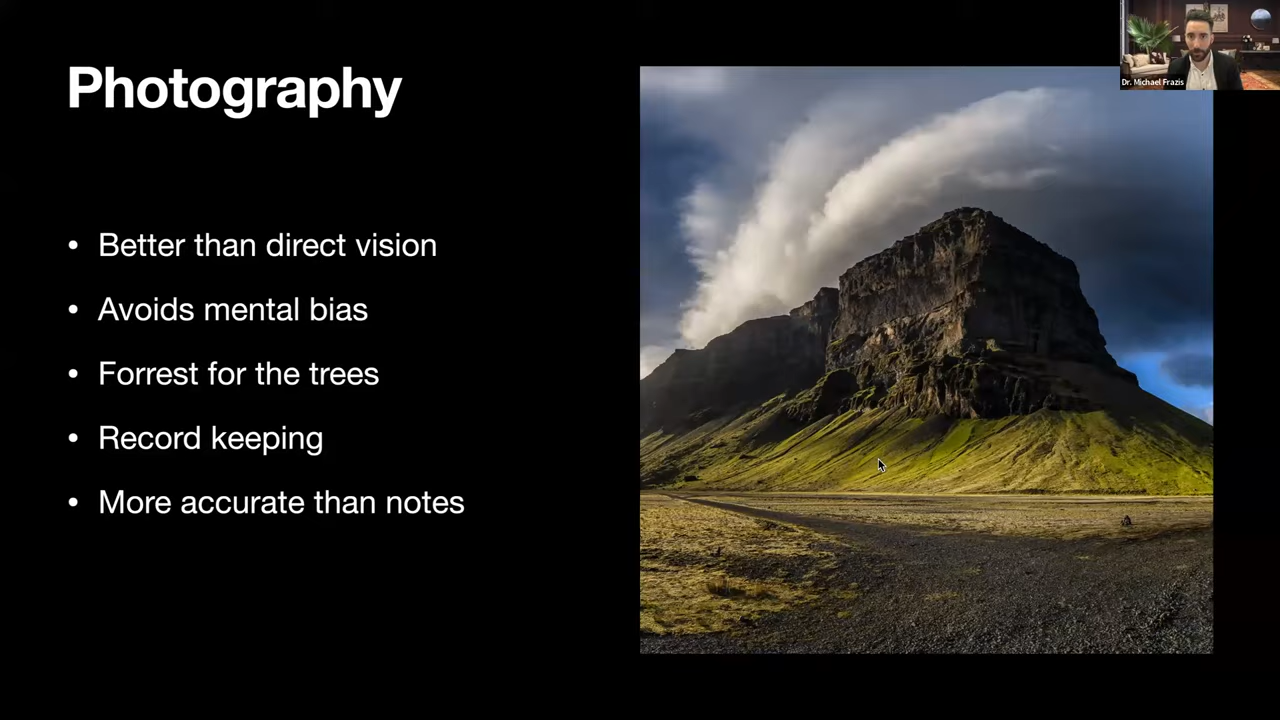 Photography
• Better than direct vision
• Avoids mental bias
• Forrest for the trees
• Record keeping
• More accurate than notes
Dr. Michael Frazis